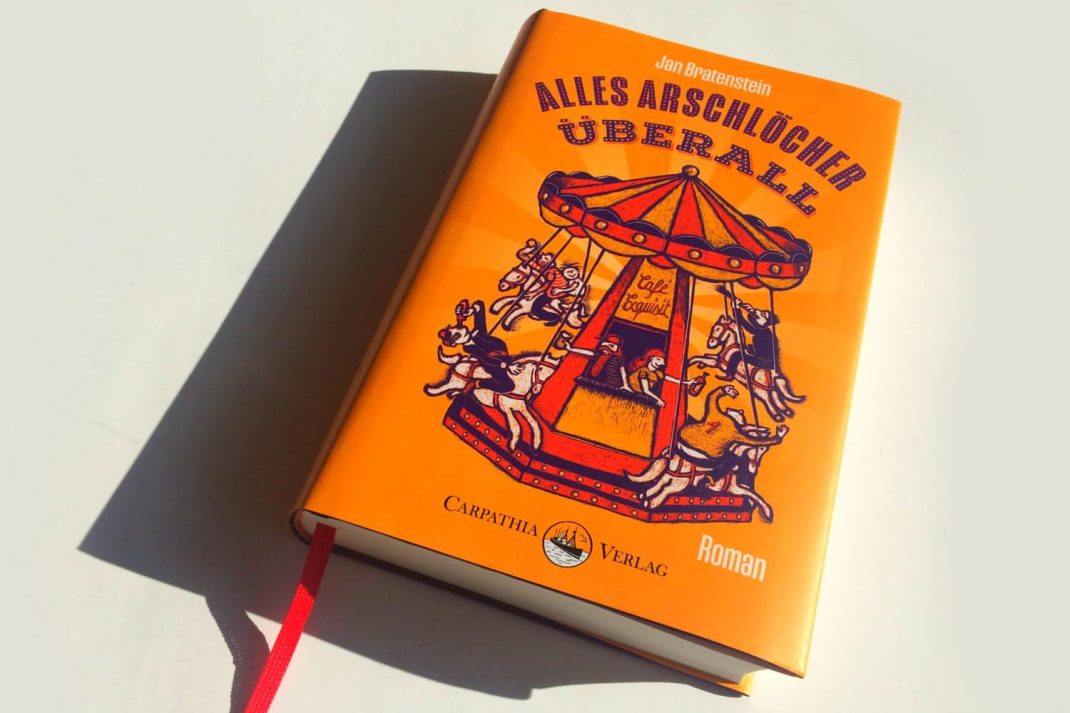 Jan Bratenstein
ALLES ARSCHLÖCHER
ÜBERALL
Café
Exquisit
CARPATHIA VERLAG
Roman